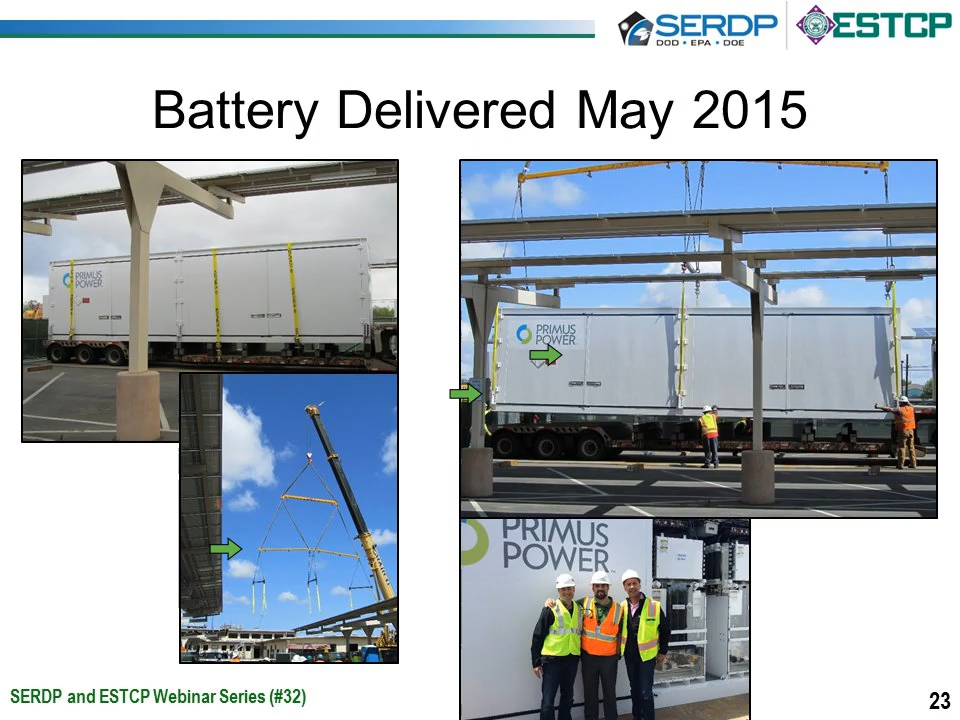 SERDP
DOD • EPA • DOE
ESTCP
Battery Delivered May 2015
PRIMUS
POWER
PRIMUS
POWER
PRIMUS
POWER
SERDP and ESTCP Webinar Series (#32)
23